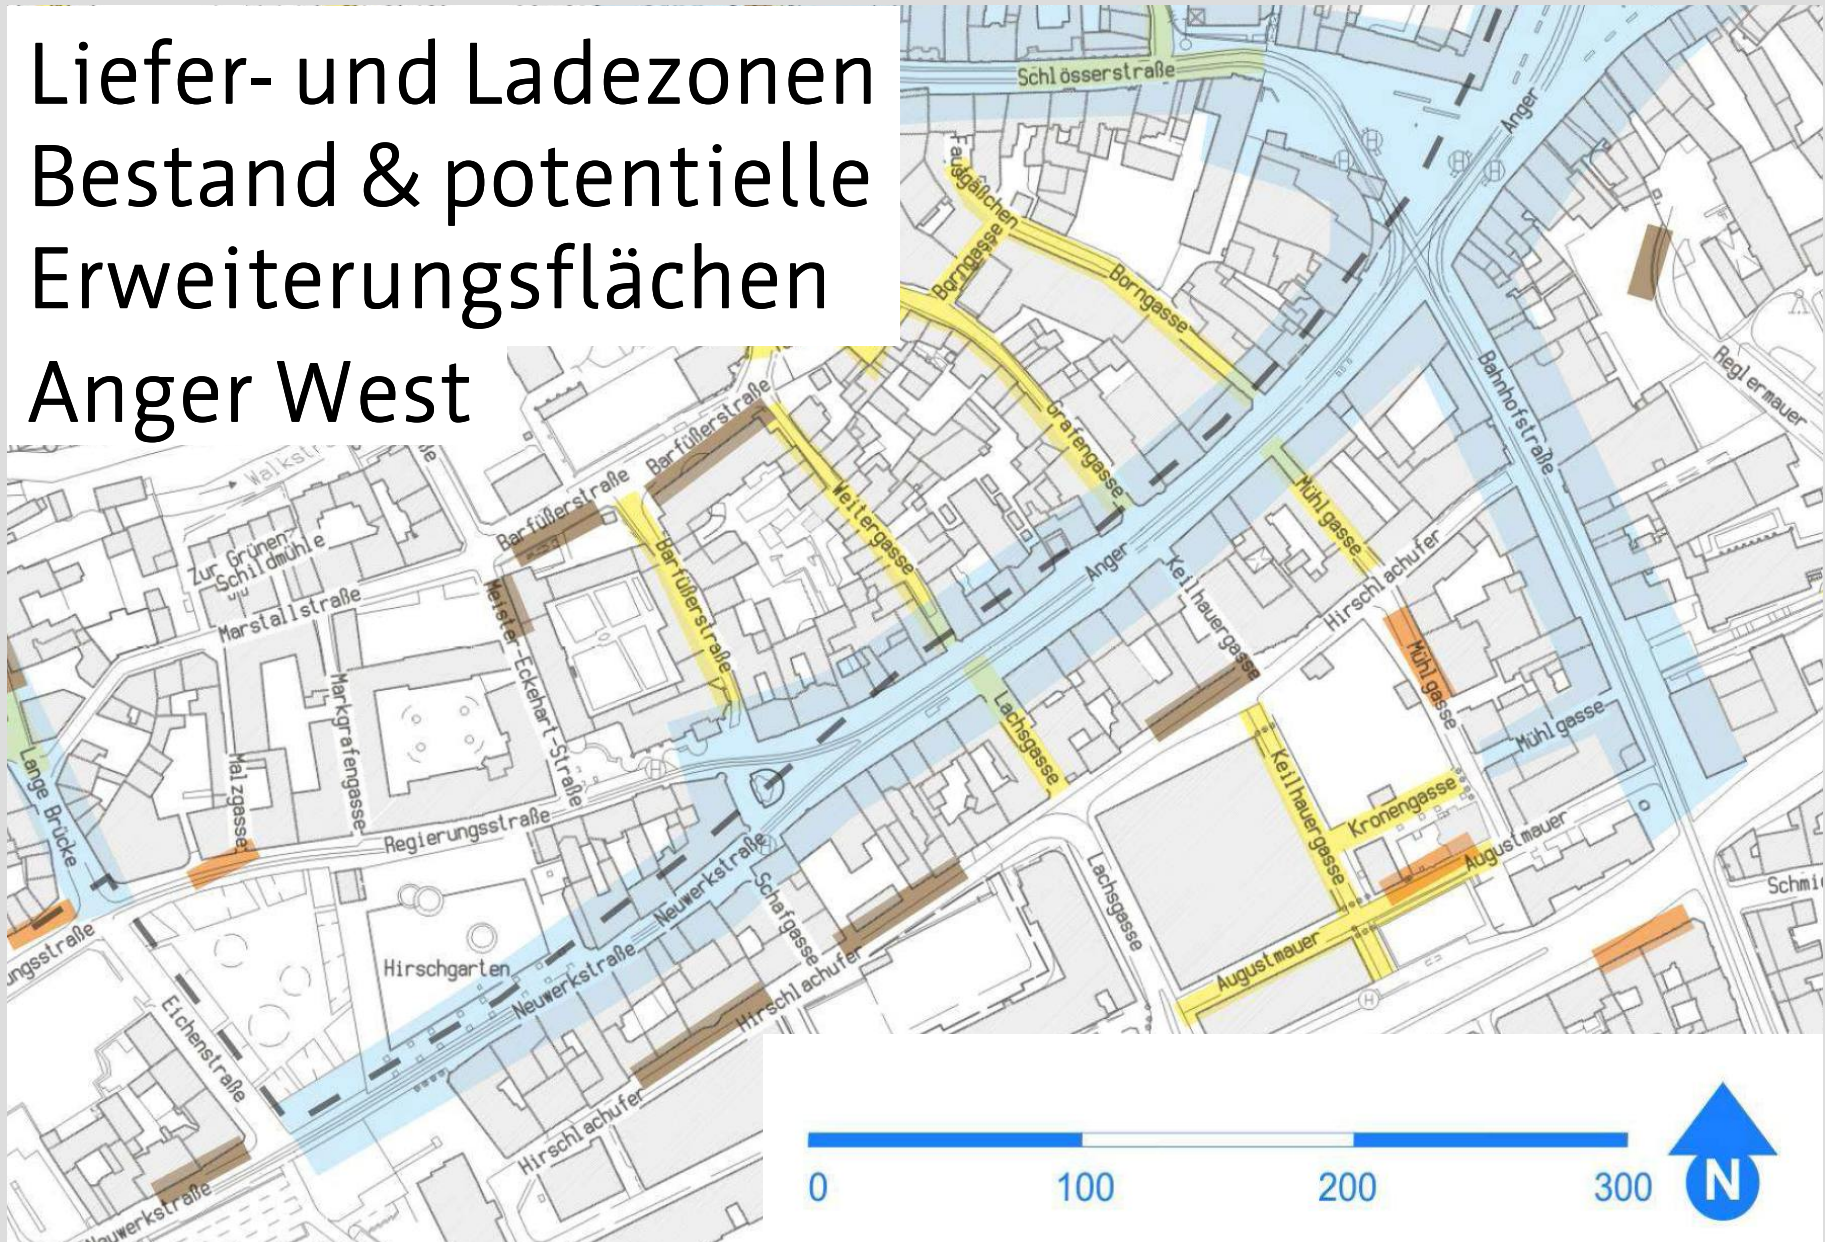 Liefer- und Ladezonen
Bestand & potentielle
Erweiterungsflächen
Anger West
Schlösserstraße
Anger
Faustgäßchen
Borngasse
Borngasse
Bahnhofstraße
Reglermauer
Barfüßerstraße
Grafengasse
Barfüßerstraße
Weitergasse
Mühlgasse
Hirschlachufer
Zur Grünen
Schildmühle
Marstallstraße
Meister-Eckehart-Straße
Barfüßerstraße
Anger
Keilhauergasse
Mühlgasse
Mühlgasse
Markgrafengasse
Malzgasse
Lange Brücke
Regierungsstraße
Lachsgasse
Keilhauergasse
Kronengasse
Augustmauer
Neuwerkstraße
Schafgasse
Lachsgasse
Hirschgarten
Neuwerkstraße
Hirschlachufer
Augustmauer
Eichenstraße
Hirschlachufer
Neuwerkstraße
H
H
H
H
H
H
H
0
100
200
300
N